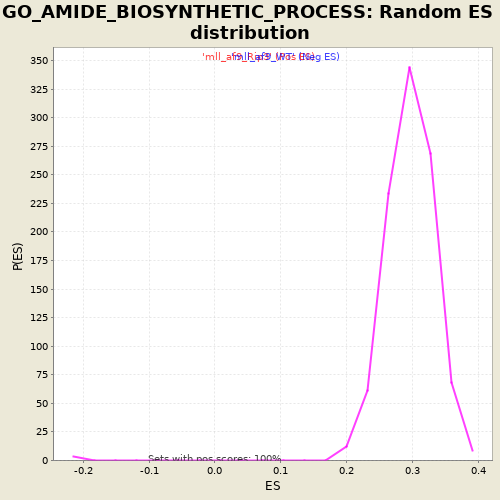 GO_AMIDE_BIOSYNTHETIC_PROCESS: Random ES
distribution
(Neg ES)
350
325
300
275
250
225
200
175
150
125
100
75
50
25
0
P(ES)
Sets with pos scores: 100%
-0.2 -0.1 0.0 0.1 0.2 0.3 0.4
ES